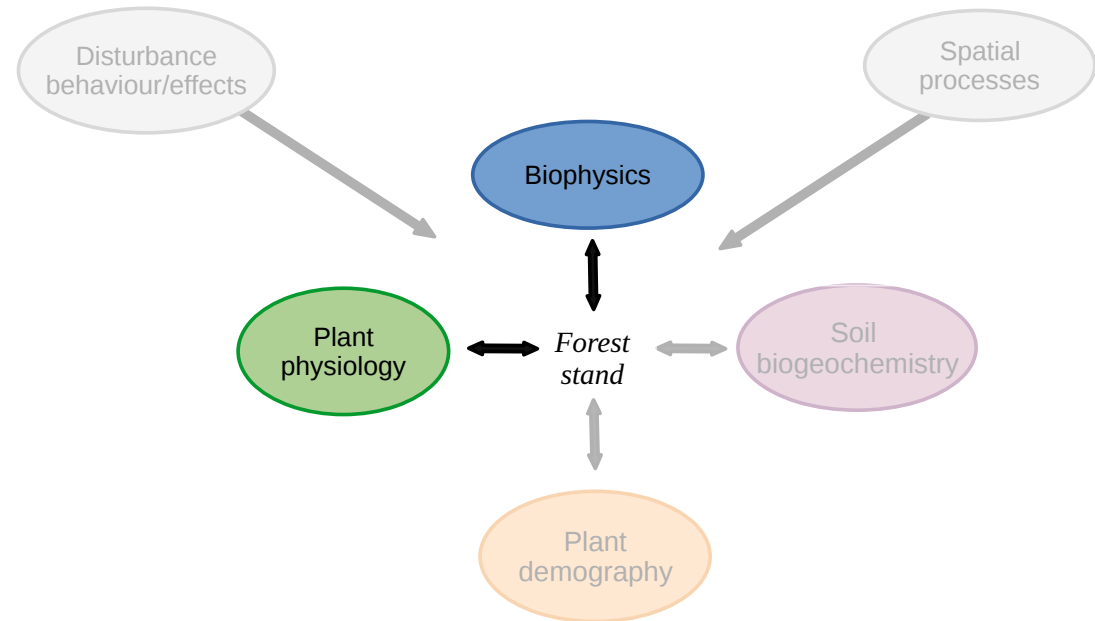 Disturbance
behaviour/effects
Spatial
processes
Biophysics
Plant
physiology
Forest
stand
Soil
biogeochemistry
Plant
demography